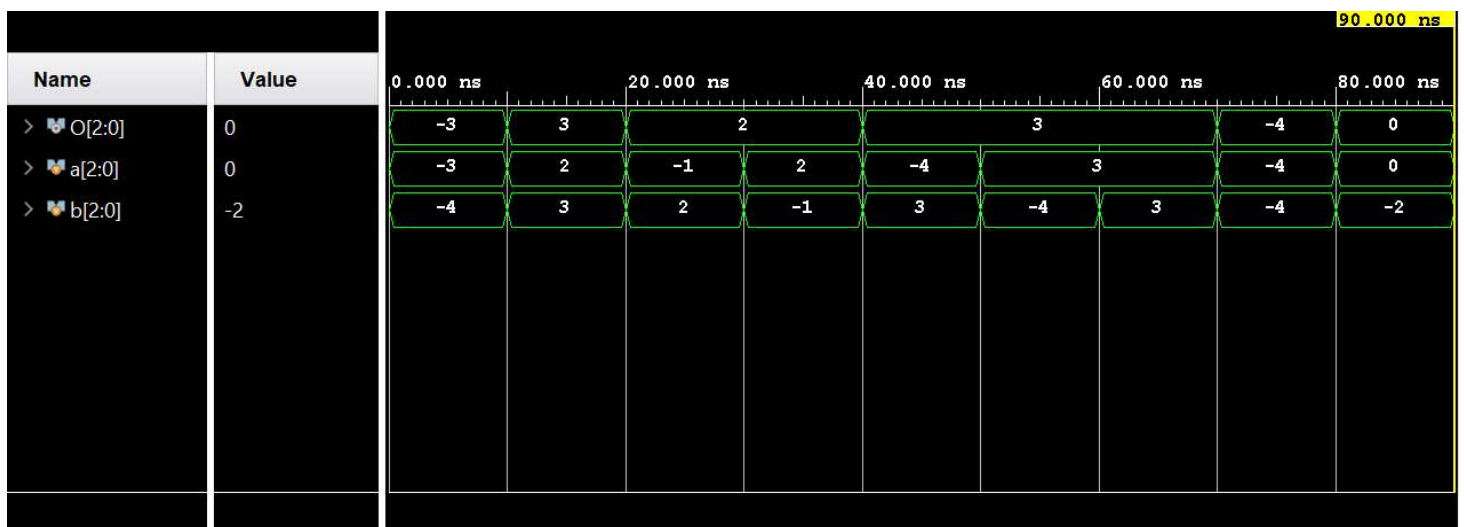 90.000 ns
Name Value 0.000 ns 20.000 ns 40.000 ns 60.000 ns 80.000 ns
O[2:0] 0 -3 3 2 3 -4 0
a[2:0] 0 -3 2 -1 2 -4 3 -4 0
b[2:0] -2 -4 3 2 -1 3 -4 3 -4 -2